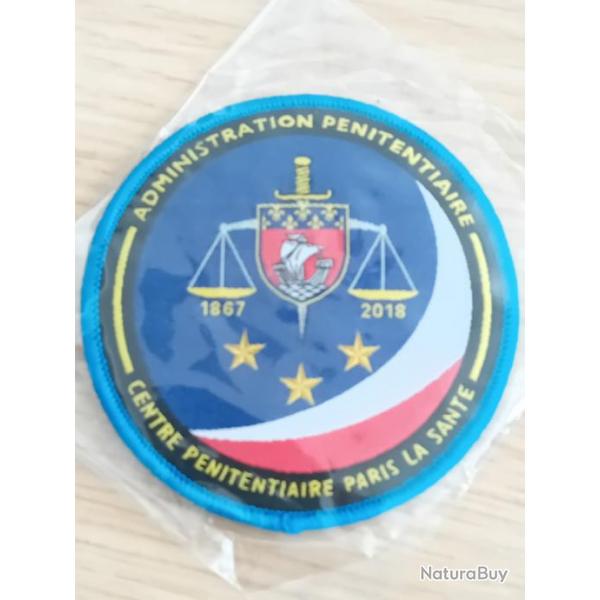 ADMINISTRATION PENITENTIAIRE
1867 2018
CENTRE PENITENTIAIRE PARIS LA SANTE
NaturaBuy